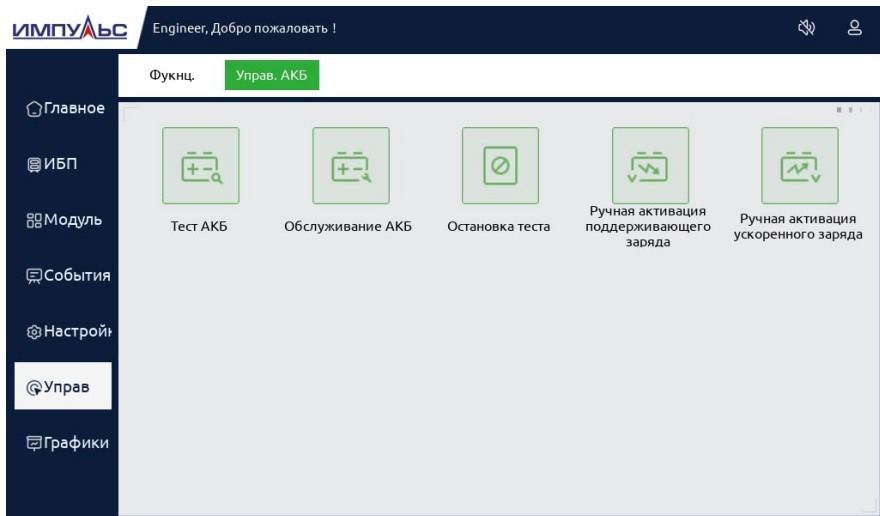 ИМПУЛЬС
Engineer, Добро пожаловать !
Фукнц.
Управ. АКБ
Главное
ИБП
Модуль
События
Настройк
Управ
Графики
Тест АКБ
Обслуживание АКБ
Остановка теста
Ручная активация
поддерживающего
заряда
Ручная активация
ускоренного заряда